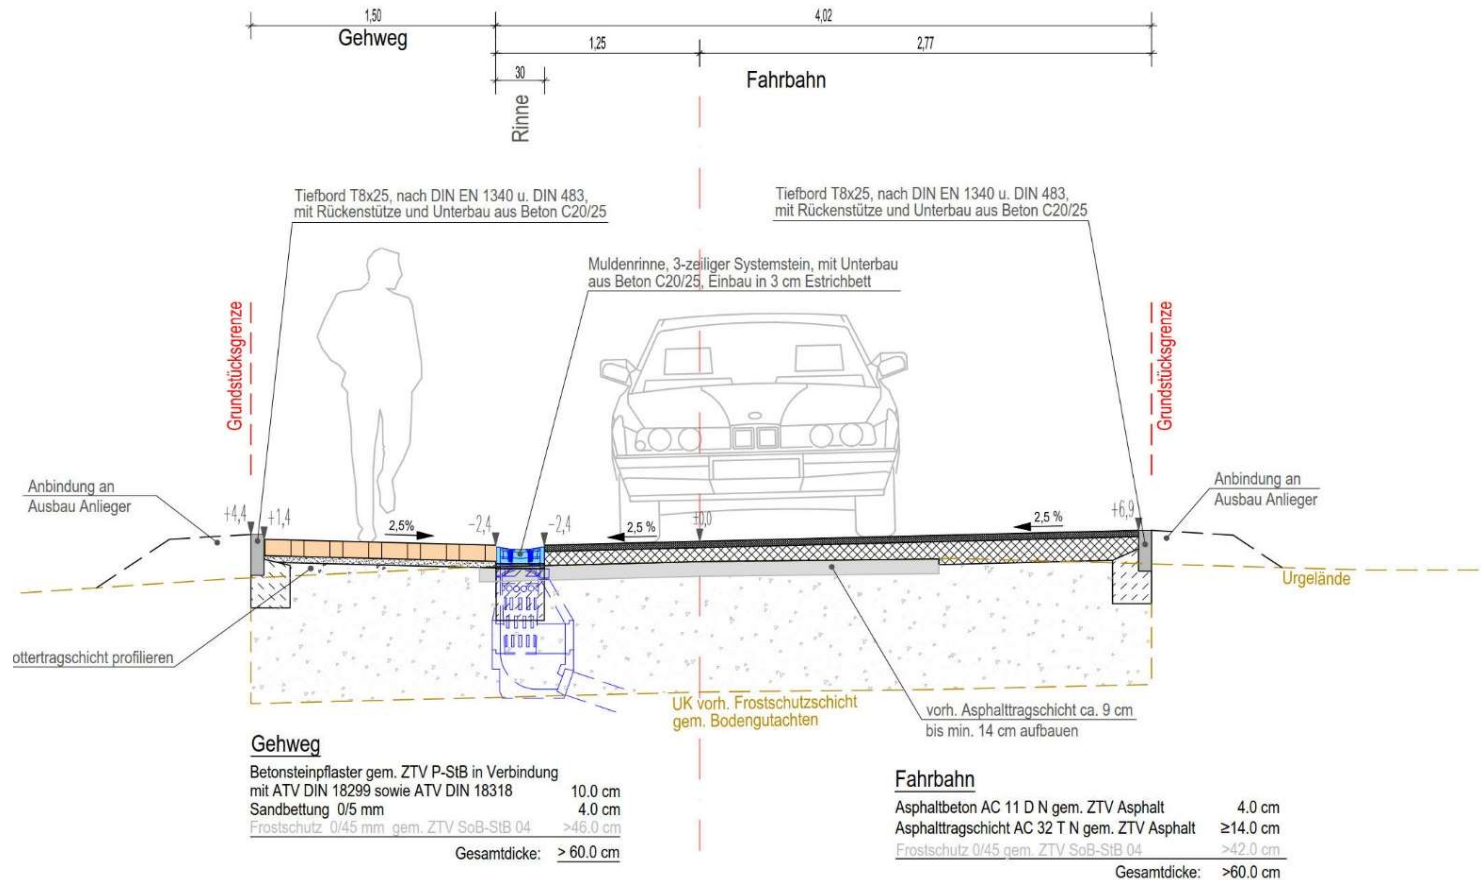 1,50
4,02
Gehweg
1,25
2,77
30
Fahrbahn
Rinne
Tiefbord T8x25, nach DIN EN 1340 u. DIN 483,
mit Rückenstütze und Unterbau aus Beton C20/25
Tiefbord T8x25, nach DIN EN 1340 u. DIN 483,
mit Rückenstütze und Unterbau aus Beton C20/25
Muldenrinne, 3-zeiliger Systemstein, mit Unterbau
aus Beton C20/25, Einbau in 3 cm Estrichbett
Grundstücksgrenze
Grundstücksgrenze
Anbindung an
Ausbau Anlieger
Anbindung an
Ausbau Anlieger
+4,4
+1,4
2,5%
-2,4
-2,4
2,5 %
+0,0
2,5 %
+6,9
Urgelände
ottertragschicht profilieren
UK vorh. Frostschutzschicht
gem. Bodengutachten
vorh. Asphalttragschicht ca. 9 cm
bis min. 14 cm aufbauen
Gehweg
Betonsteinpflaster gem. ZTV P-StB in Verbindung
mit ATV DIN 18299 sowie ATV DIN 18318 10.0 cm
Sandbettung 0/5 mm 4.0 cm
Frostschutz 0/45 mm gem. ZTV SoB-StB 04 >46.0 cm
Gesamtdicke: > 60.0 cm
Fahrbahn
Asphaltbeton AC 11 D N gem. ZTV Asphalt 4.0 cm
Asphalttragschicht AC 32 T N gem. ZTV Asphalt ≥14.0 cm
Frostschutz 0/45 gem. ZTV SoB-StB 04 >42.0 cm
Gesamtdicke: >60.0 cm